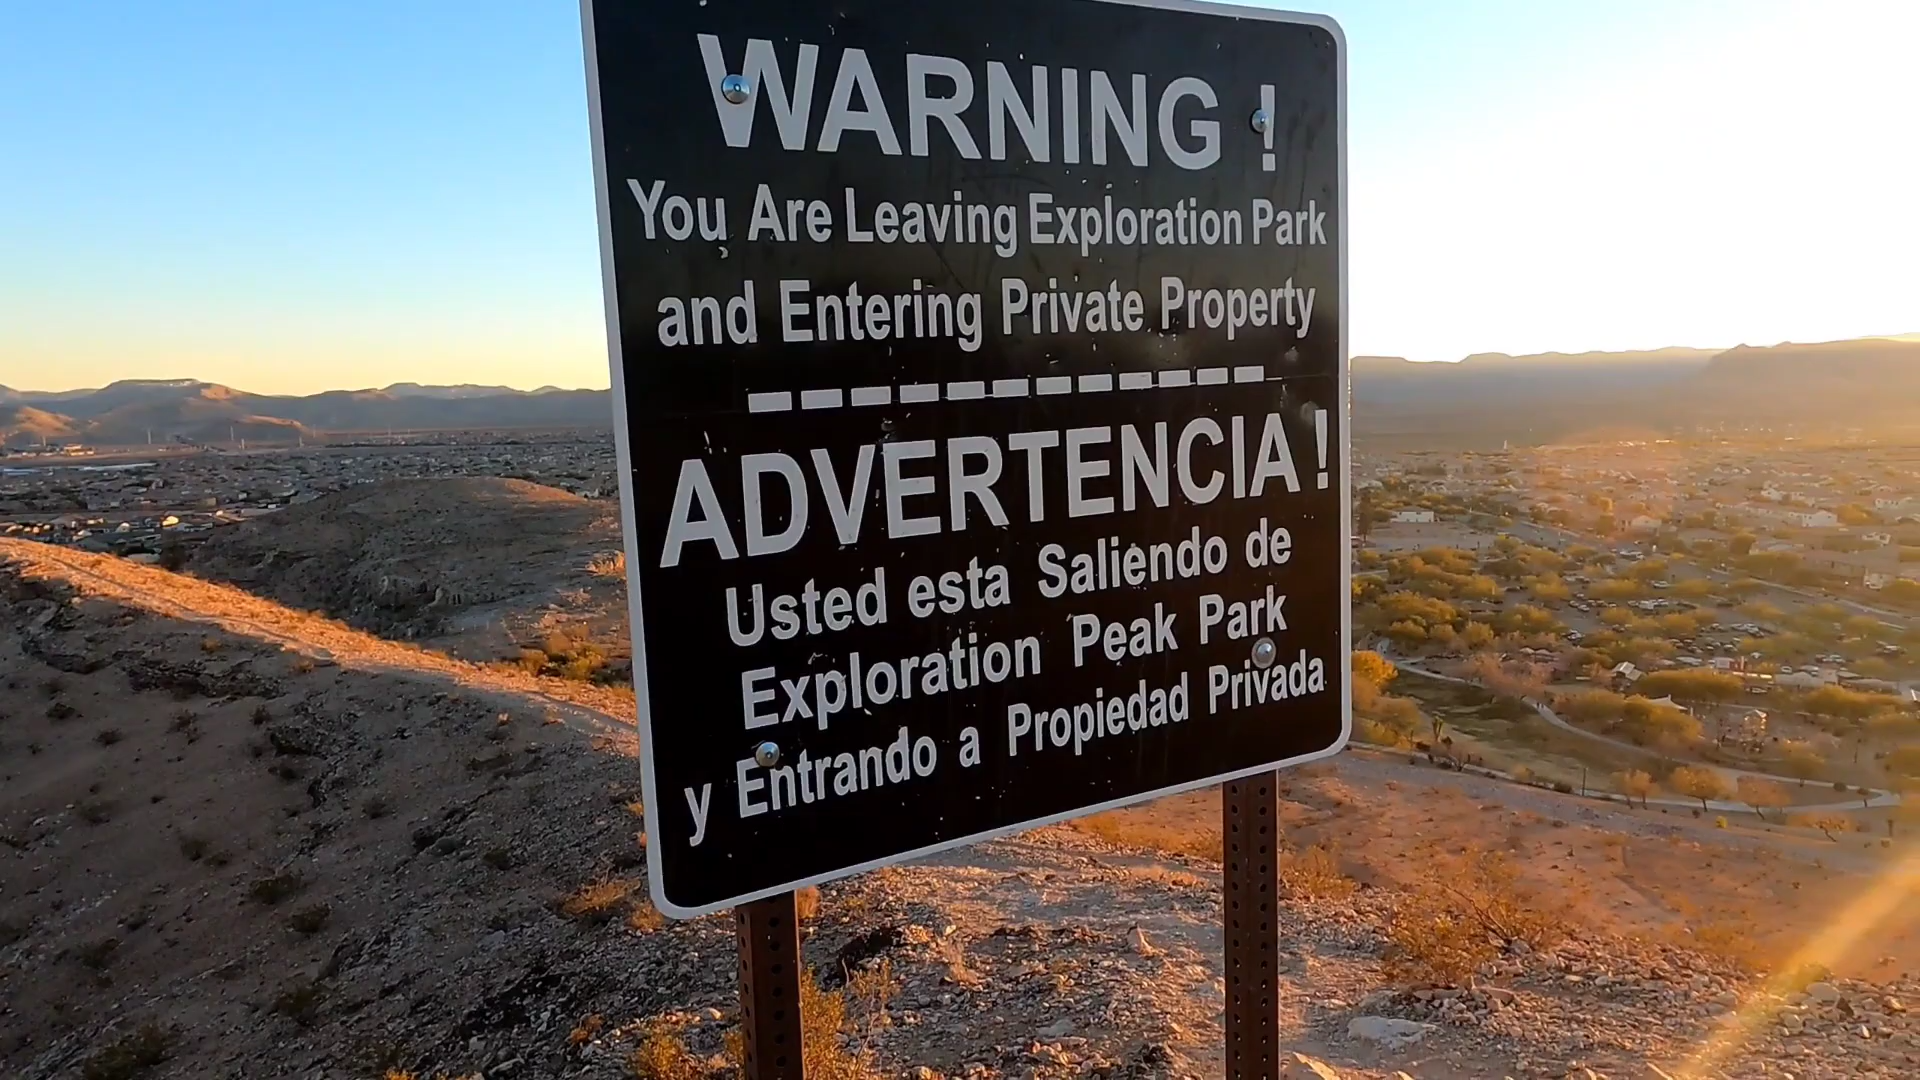 WARNING !
You Are Leaving Exploration Park
and Entering Private Property
ADVERTENCIA !
Usted esta Saliendo de
Exploration Peak Park
y Entrando a Propiedad Privada